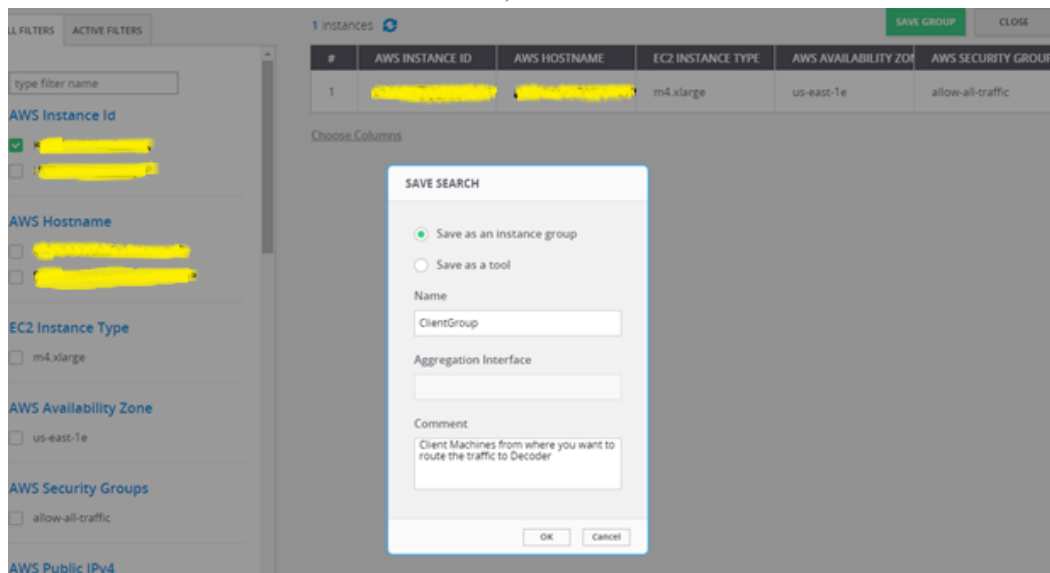 LL FILTERS
ACTIVE FILTERS
type filter name
AWS Instance Id
AWS Hostname
EC2 Instance Type
m4.xlarge
AWS Availability Zone
us-east-1e
AWS Security Groups
allow-all-traffic
AWS Public IPv4
1 instances
SAVE GROUP
CLOSE
# AWS INSTANCE ID AWS HOSTNAME EC2 INSTANCE TYPE AWS AVAILABILITY ZON AWS SECURITY GROUP
1 m4.xlarge us-east-1e allow-all-traffic
Choose Columns
SAVE SEARCH
Save as an instance group
Save as a tool
Name
ClientGroup
Aggregation Interface
Comment
Client Machines from where you want to
route the traffic to Decoder
OK
Cancel